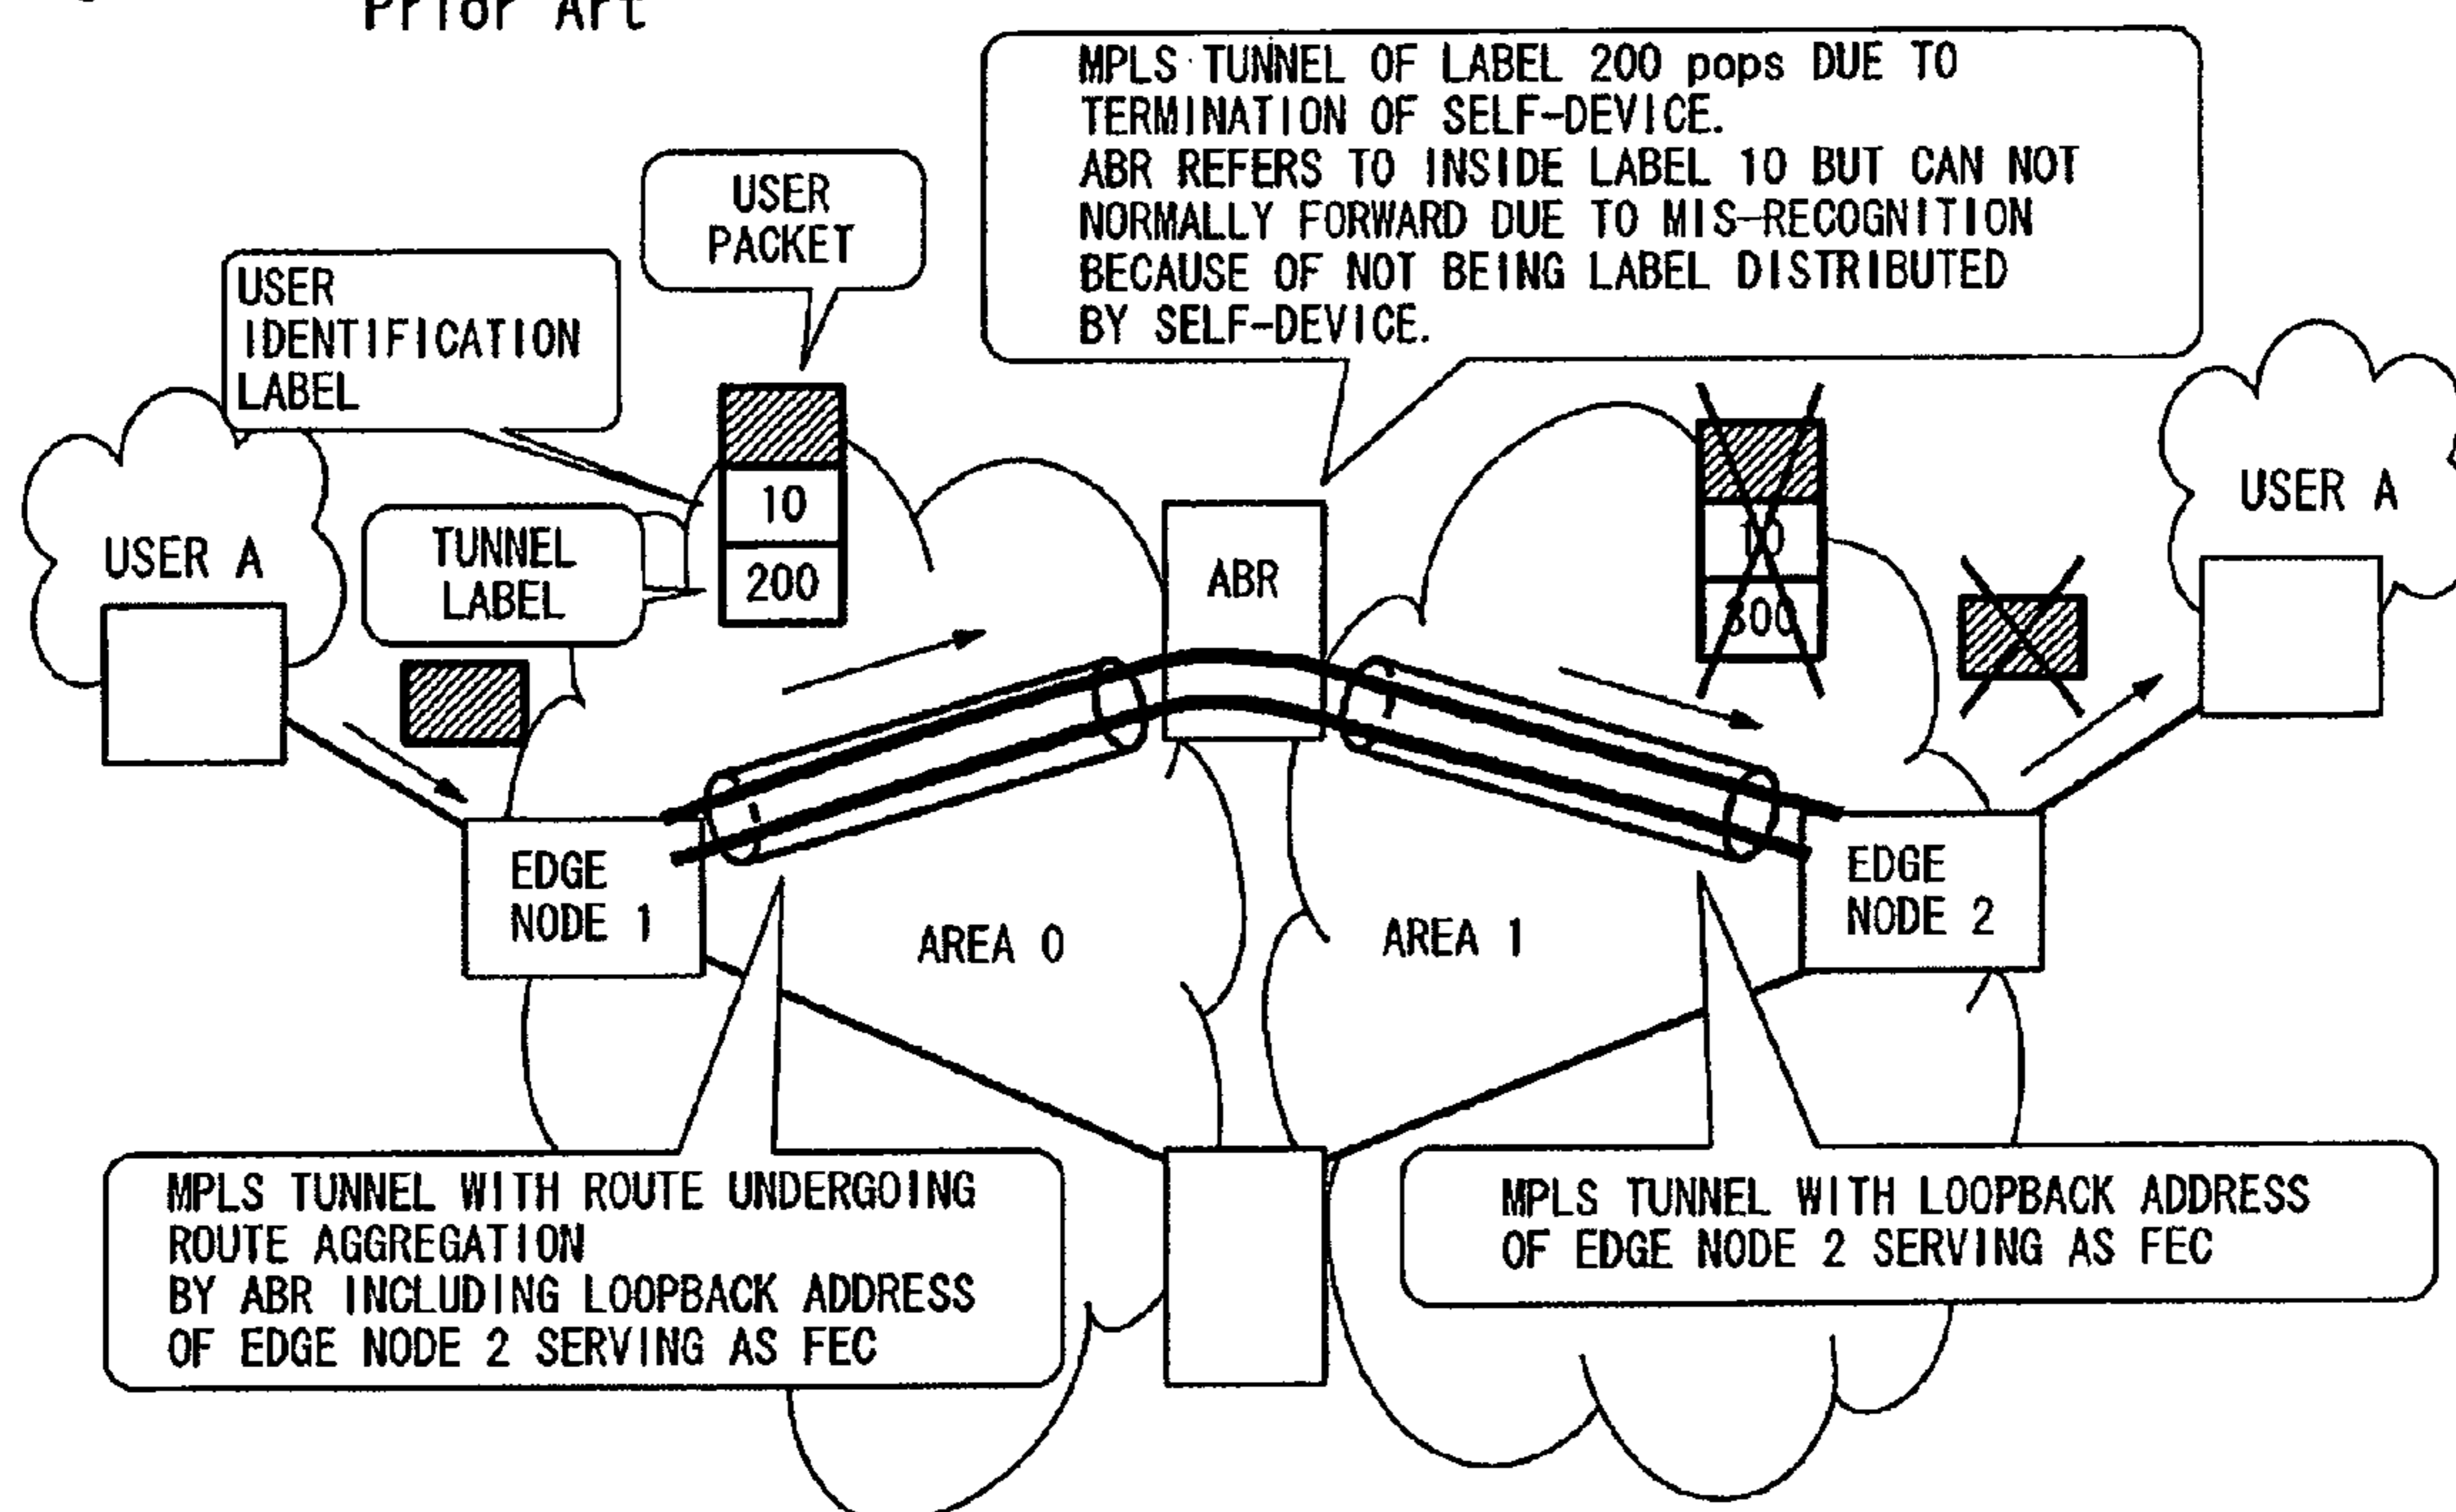 Prior Art
MPLS TUNNEL OF LABEL 200 pops DUE TO
TERMINATION OF SELF-DEVICE.
ABR REFERS TO INSIDE LABEL 10 BUT CAN NOT
NORMALLY FORWARD DUE TO MIS-RECOGNITION
BECAUSE OF NOT BEING LABEL DISTRIBUTED
BY SELF-DEVICE.
USER
PACKET
USER
IDENTIFICATION
LABEL
USER A
TUNNEL
LABEL
10
200
ABR
10
300
USER A
EDGE
NODE 1
AREA 0
AREA 1
EDGE
NODE 2
MPLS TUNNEL WITH ROUTE UNDERGOING
ROUTE AGGREGATION
BY ABR INCLUDING LOOPBACK ADDRESS
OF EDGE NODE 2 SERVING AS FEC
MPLS TUNNEL WITH LOOPBACK ADDRESS
OF EDGE NODE 2 SERVING AS FEC